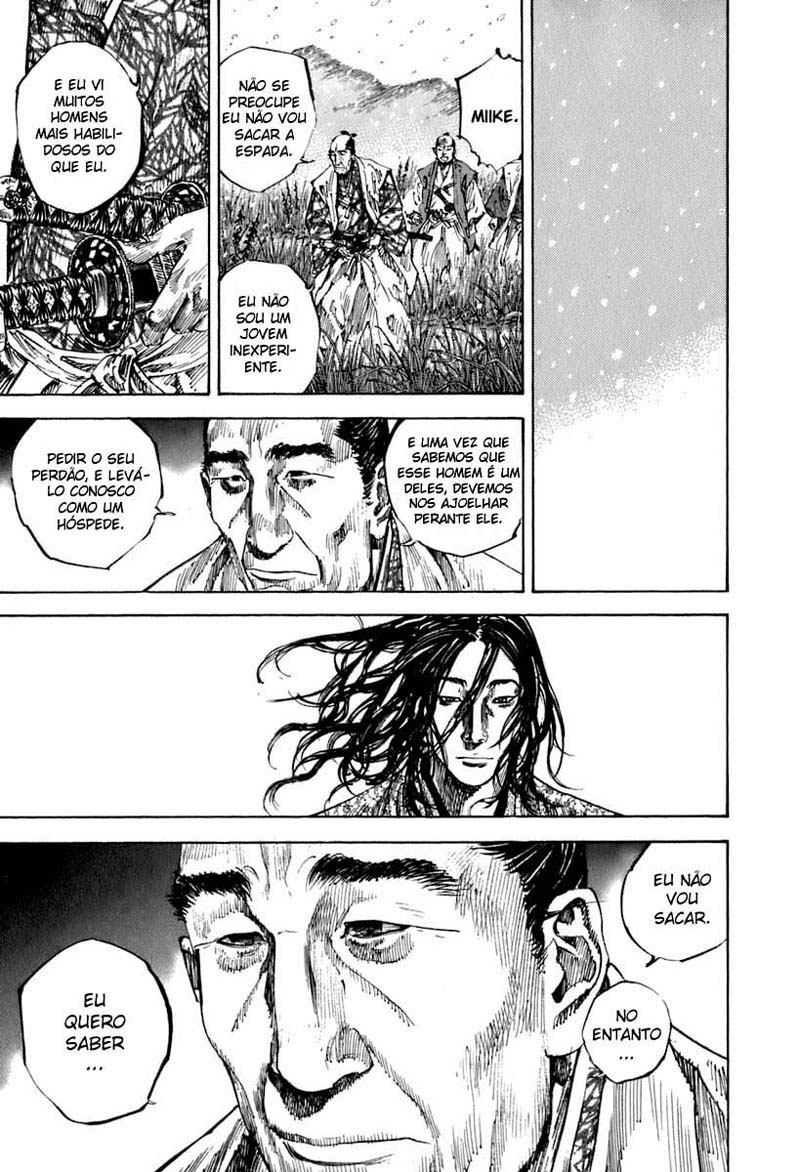 MIIKE.
NÃO SE
PREOCUPE
EU NÃO VOU
SACAR A
ESPADA.
EU NÃO
SOU UM
JOVEM
INEXPERI-
ENTE.
E EU VI
MUITOS
HOMENS
MAIS HABILI-
DOSOS DO
QUE EU.
E UMA VEZ QUE
SABEMOS QUE
ESSE HOMEM É UM
DELES, DEVEMOS
NOS AJOELHAR
PERANTE ELE.
PEDIR O SEU
PERDÃO, E LEVÁ-
LO CONOSCO
COMO UM
HÓSPEDE.
EU NÃO
VOU
SACAR.
NO
ENTANTO
...
EU
QUERO
SABER
...